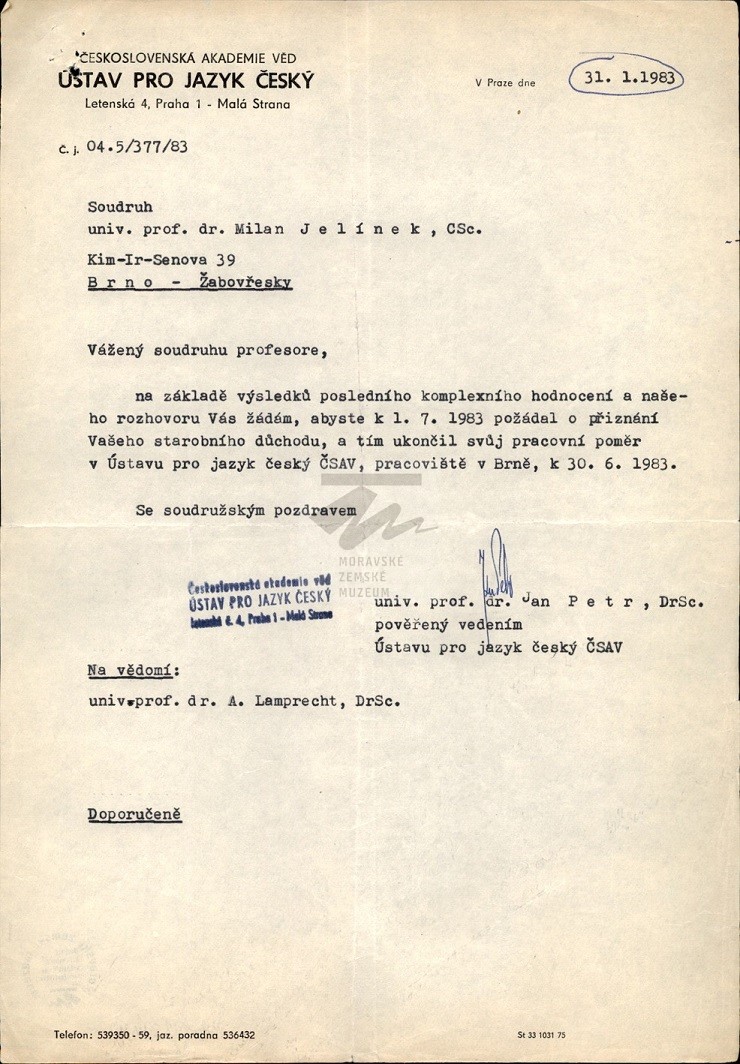 ČESKOSLOVENSKÁ AKADEMIE VĚD
ÚSTAV PRO JAZYK ČESKÝ
Letenská 4, Praha 1 - Malá Strana
V Praze dne 31. 1.1983
Č. j. 04.5/377/83
Soudruh
univ. prof. dr. Milan J e l í n e k , CSc.
Kim-Ir-Senova 39
B r n o - Žabovřesky
Vážený soudruhu profesore,
na základě výsledků posledního komplexního hodnocení a naše-
ho rozhovoru Vás žádám, abyste k 1. 7. 1983 požádal o přiznání
Vašeho starobního důchodu, a tím ukončil svůj pracovní poměr
v Ústavu pro jazyk český ČSAV, pracoviště v Brně, k 30. 6. 1983.
Se soudružským pozdravem
MORAVSKÉ
ZEMSKÉ
MUZEUM
Československá akademie věd
ÚSTAV PRO JAZYK ČESKÝ
Letenská č. 4, Praha 1 - Malá Strana
univ. prof. dr. Jan P e t r , DrSc.
pověřený vedením
Ústavu pro jazyk český ČSAV
Na vědomí:
univ.prof. dr. A. Lamprecht, DrSc.
Doporučeně
Telefon: 539350 - 59, jaz. poradna 536432
St 33 1031 75